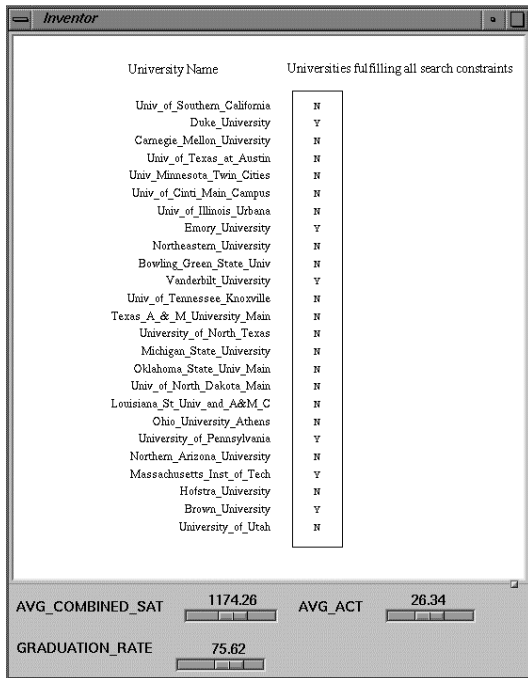 Inventor
University Name Universities fulfilling all search constraints
Univ_of_Southern_California N
Duke_University Y
Carnegie_Mellon_University N
Univ_of_Texas_at_Austin N
Univ_Minnesota_Twin_Cities N
Univ_of_Cinti_Main_Campus N
Univ_of_Illinois_Urbana N
Emory_University Y
Northeastern_University N
Bowling_Green_State_Univ N
Vanderbilt_University Y
Univ_of_Tennessee_Knoxville N
Texas_A_&_M_University_Main N
University_of_North_Texas N
Michigan_State_University N
Oklahoma_State_Univ_Main N
Univ_of_North_Dakota_Main N
Louisiana_St_Univ_and_A&M_C N
Ohio_University_Athens N
University_of_Pennsylvania Y
Northern_Arizona_University N
Massachusetts_Inst_of_Tech Y
Hofstra_University N
Brown_University Y
University_of_Utah N
AVG_COMBINED_SAT 1174.26 AVG_ACT 26.34
GRADUATION_RATE 75.62